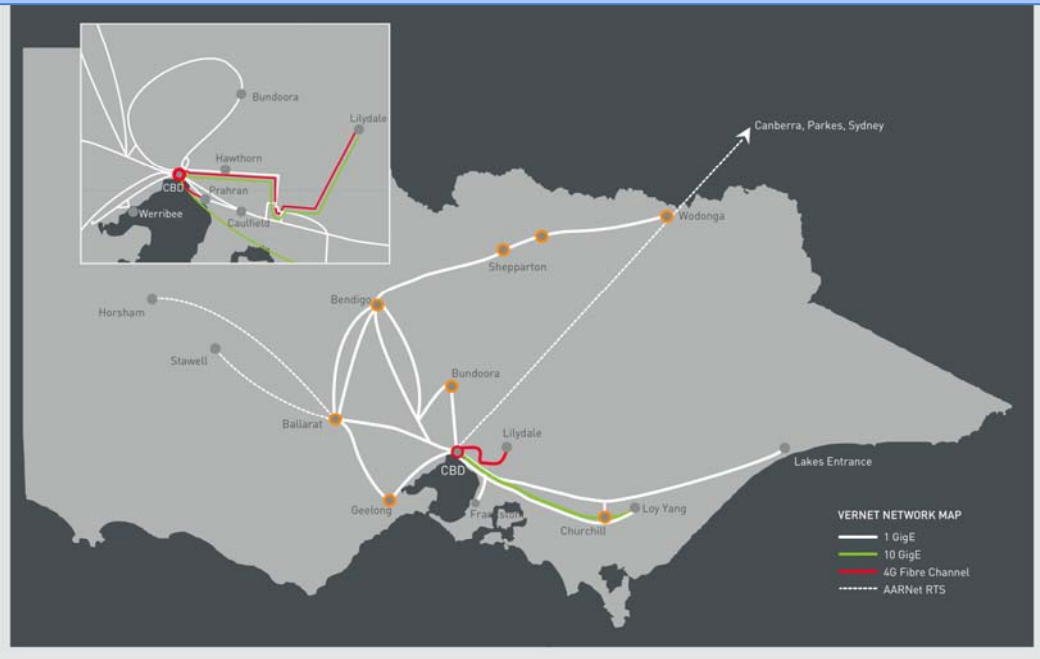 Bundoora
Lilydale
Hawthorn
CBD
Prahran
Werribee
Caulfield
Canberra, Parkes, Sydney
Wodonga
Shepparton
Bendigo
Horsham
Stawell
Bundoora
Ballarat
Lilydale
CBD
Lakes Entrance
Geelong
Frankston
Loy Yang
Churchill
VERNET NETWORK MAP
1 GigE
10 GigE
4G Fibre Channel
AARNet RTS